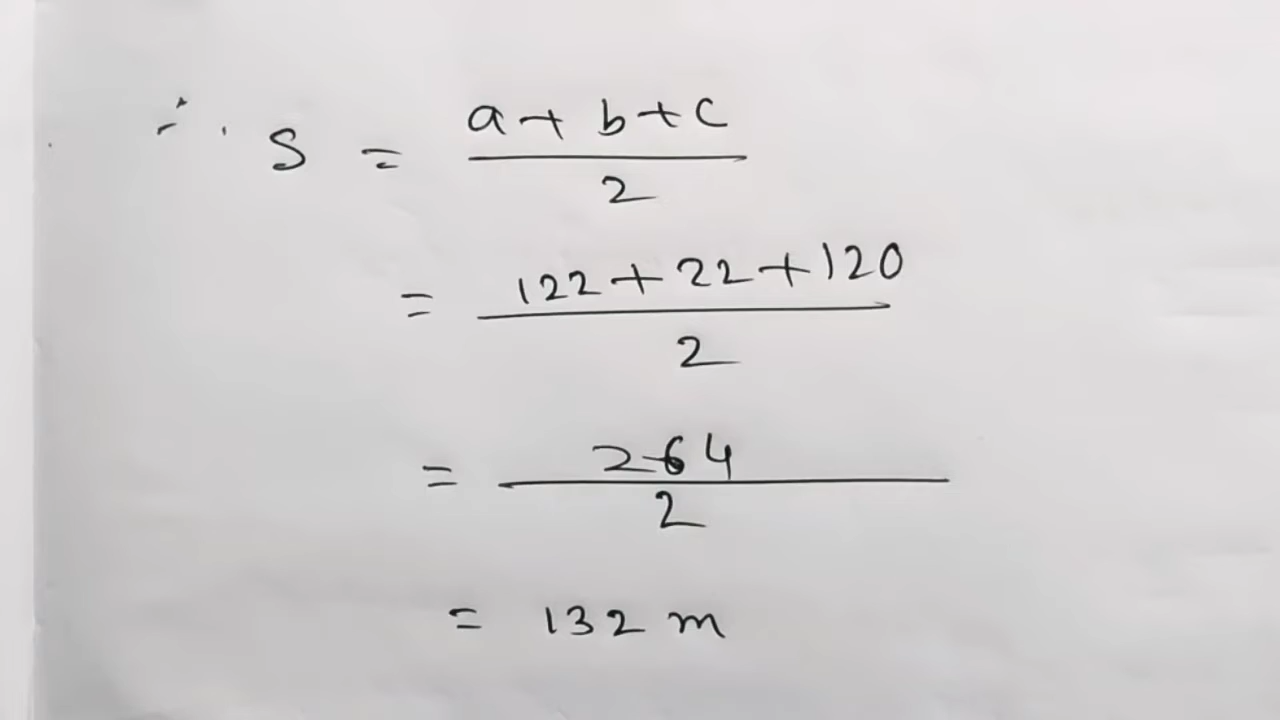 ∴ S = a + b + c / 2
= 122 + 22 + 120 / 2
= 264 / 2
= 132 m